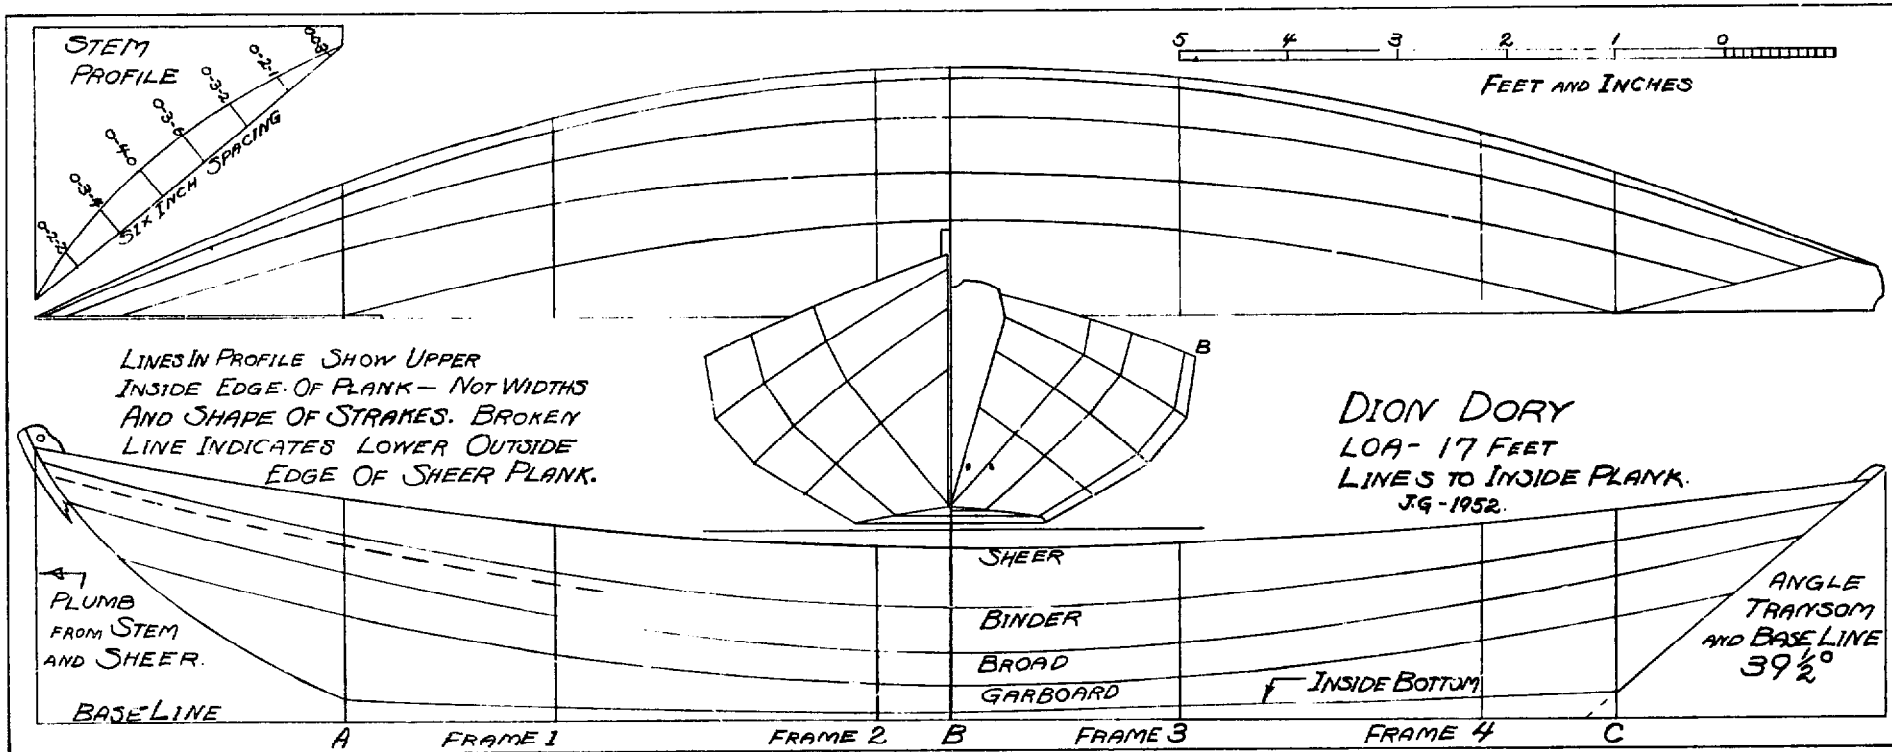 STEM
PROFILE
0-2-2
0-3-4
0-4-0
0-3-6
0-3-2
0-2-1
SIX INCH SPACING
5 4 3 2 1 0
FEET AND INCHES
LINES IN PROFILE SHOW UPPER
INSIDE EDGE OF PLANK - NOT WIDTHS
AND SHAPE OF STRAKES. BROKEN
LINE INDICATES LOWER OUTSIDE
EDGE OF SHEER PLANK.
B
DION DORY
LOA - 17 FEET
LINES TO INSIDE PLANK.
J.G - 1952.
SHEER
BINDER
BROAD
GARBOARD
INSIDE BOTTOM
PLUMB
FROM STEM
AND SHEER.
BASE LINE
ANGLE
TRANSOM
AND BASE LINE
39 1/2°
A FRAME 1 FRAME 2 B FRAME 3 FRAME 4 C